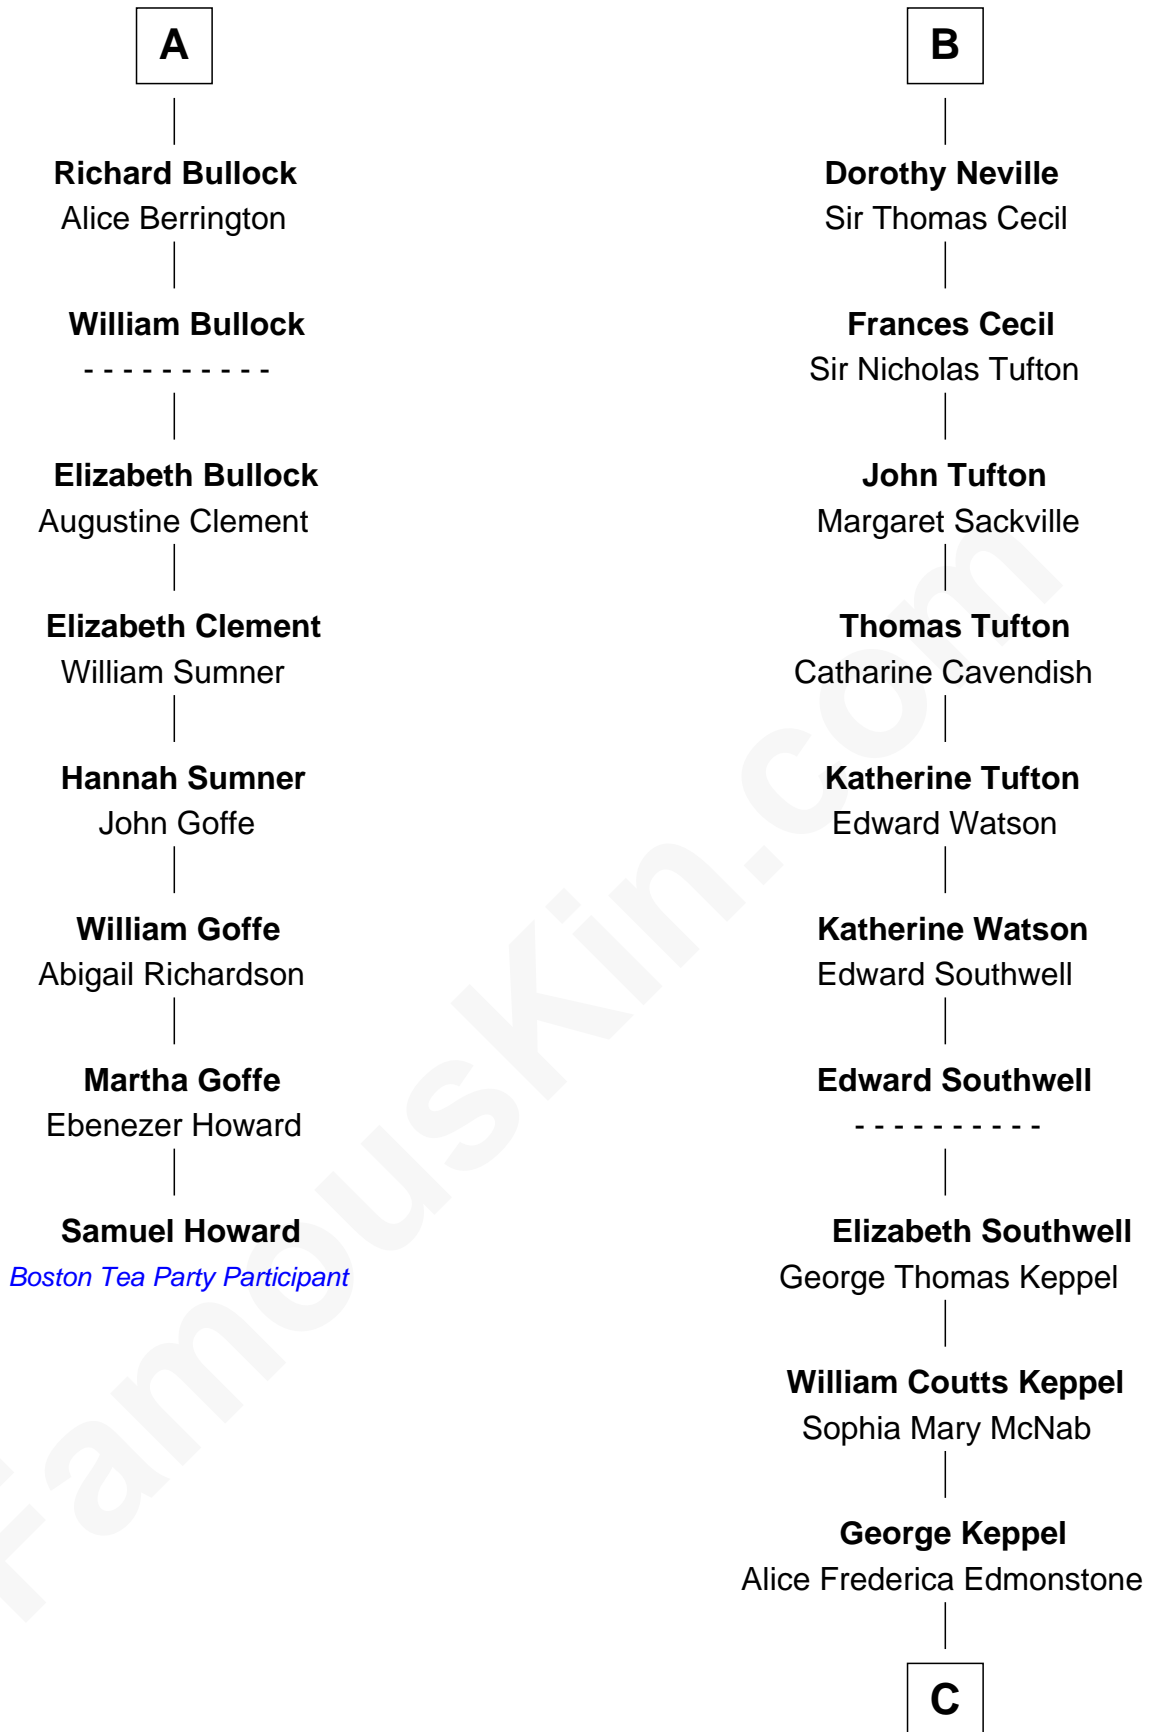 A
Richard Bullock
Alice Berrington
William Bullock
- - - - - - - - - -
Elizabeth Bullock
Augustine Clement
Elizabeth Clement
William Sumner
Hannah Sumner
John Goffe
William Goffe
Abigail Richardson
Martha Goffe
Ebenezer Howard
Samuel Howard
Boston Tea Party Participant
B
Dorothy Neville
Sir Thomas Cecil
Frances Cecil
Sir Nicholas Tufton
John Tufton
Margaret Sackville
Thomas Tufton
Catharine Cavendish
Katherine Tufton
Edward Watson
Katherine Watson
Edward Southwell
Edward Southwell
- - - - - - - - - -
Elizabeth Southwell
George Thomas Keppel
William Coutts Keppel
Sophia Mary McNab
George Keppel
Alice Frederica Edmonstone
C
FamousKin.com